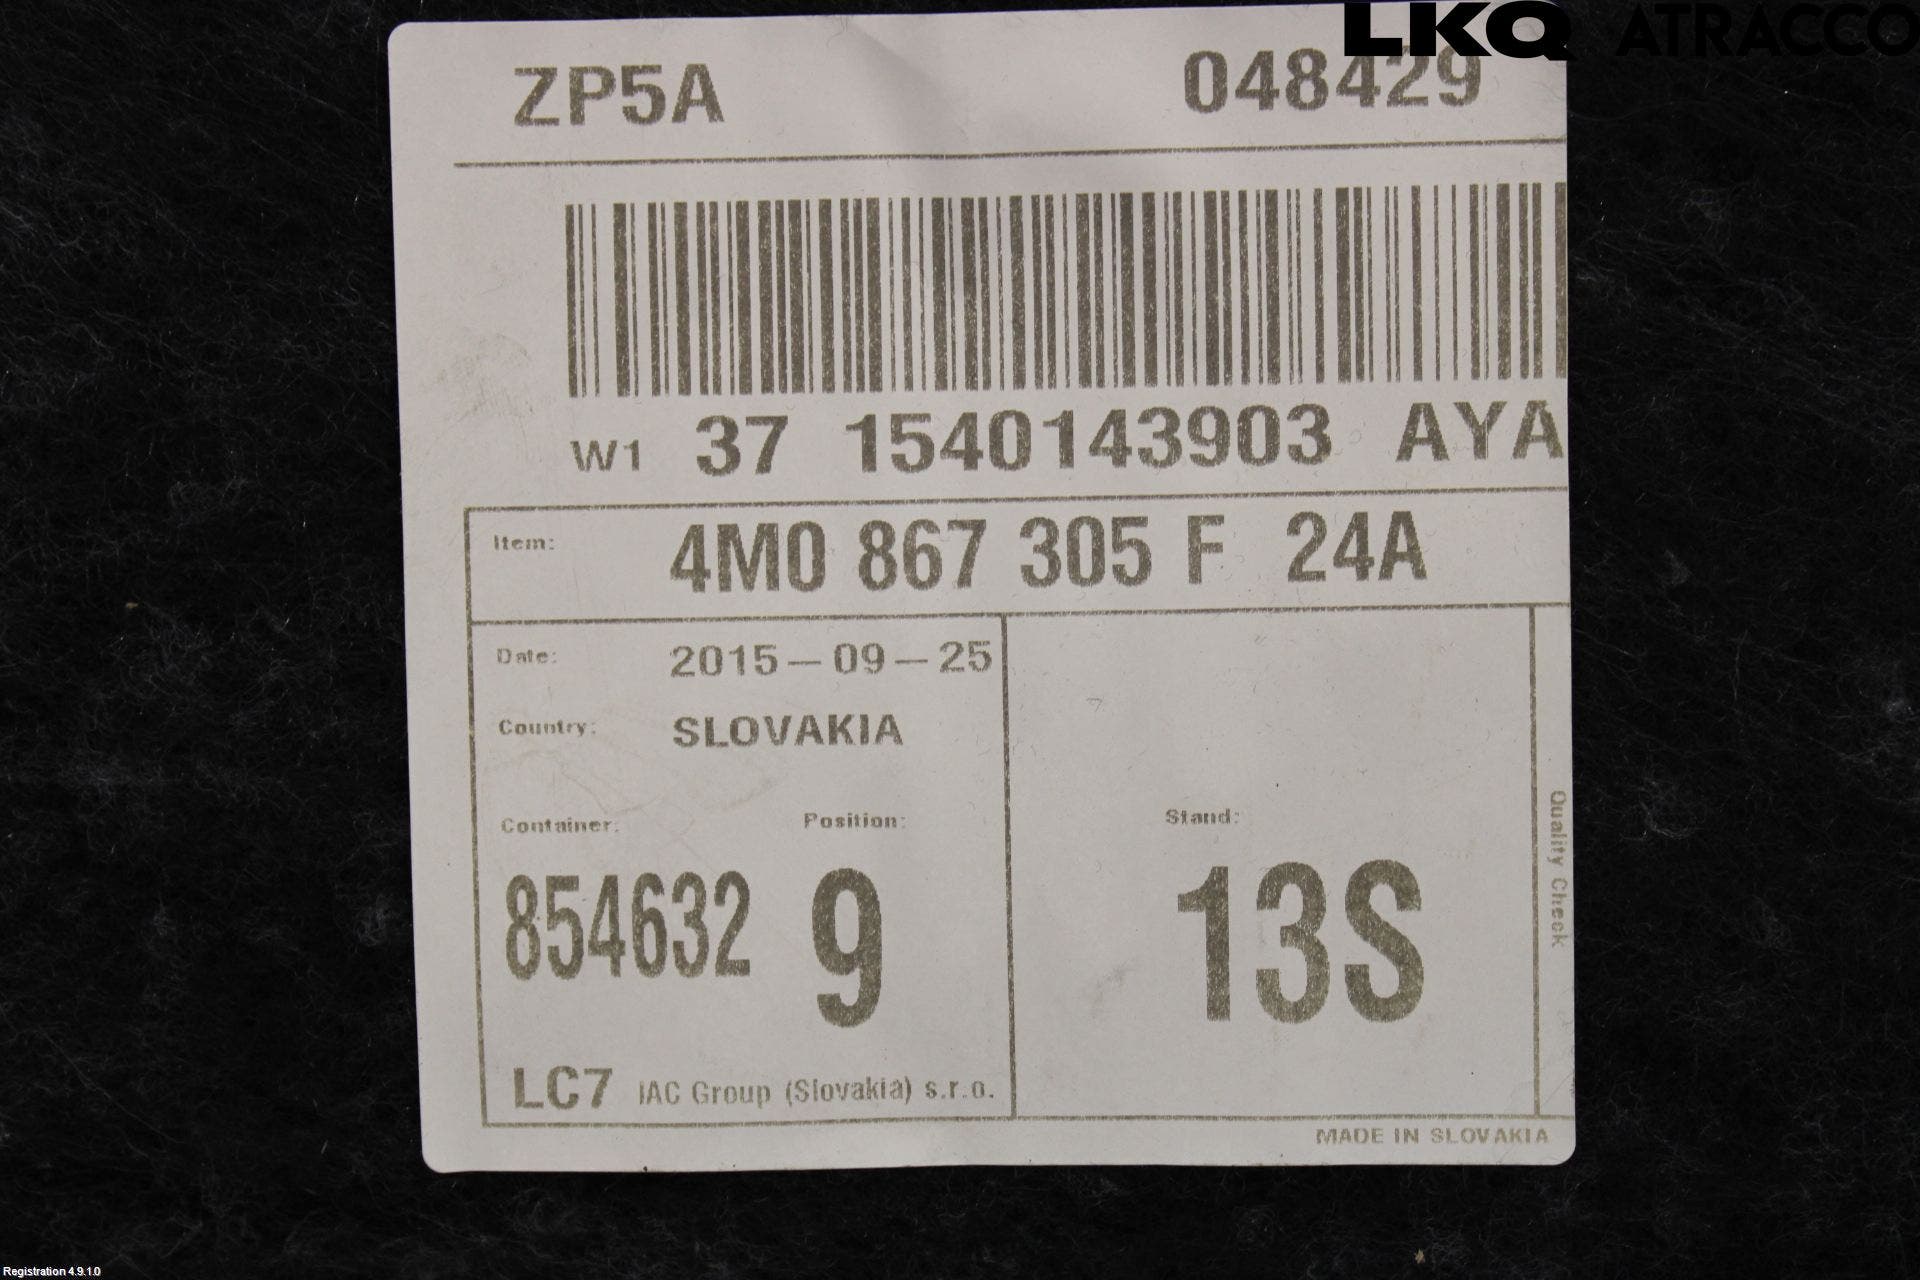 LKQ ATRACCO
ZP5A 048429
W1 37 1540143903 AYA
Item: 4M0 867 305 F 24A
Date: 2015-09-25
Country: SLOVAKIA
Container: Position: Stand:
854632 9 13S
Quality Check
LC7 IAC Group (Slovakia) s.r.o.
MADE IN SLOVAKIA
Registration 4.9.1.0